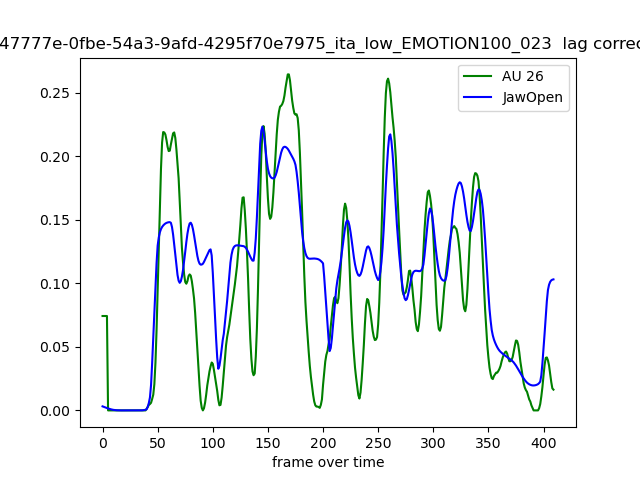 47777e-0fbe-54a3-9afd-4295f70e7975_ita_low_EMOTION100_023 lag correc
AU 26
JawOpen
0.25
0.20
0.15
0.10
0.05
0.00
0 50 100 150 200 250 300 350 400
frame over time